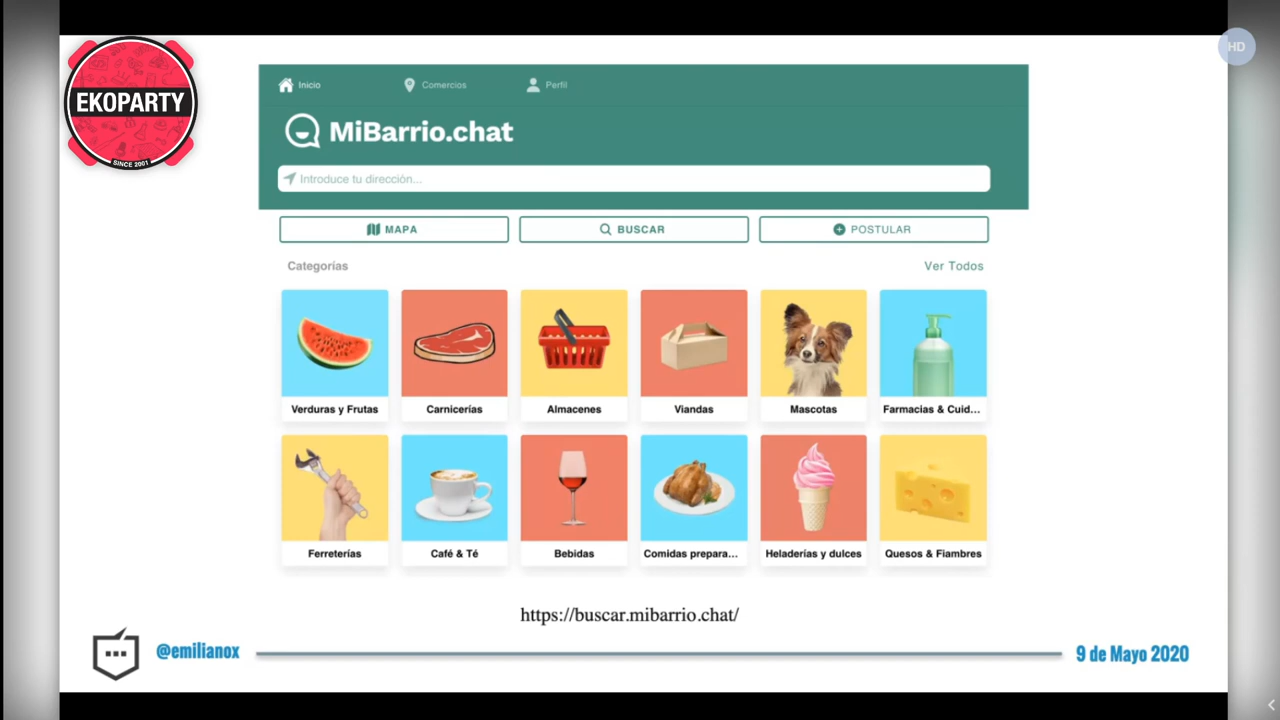 HD
EKOPARTY
SINCE 2001
Inicio
Comercios
Perfil
MiBarrio.chat
Introduce tu dirección...
MAPA
BUSCAR
POSTULAR
Categorías
Ver Todos
Verduras y Frutas
Carnicerías
Almacenes
Viandas
Mascotas
Farmacias & Cuid...
Ferreterías
Café & Té
Bebidas
Comidas prepara...
Heladerías y dulces
Quesos & Fiambres
https://buscar.mibarrio.chat/
@emilianox
9 de Mayo 2020